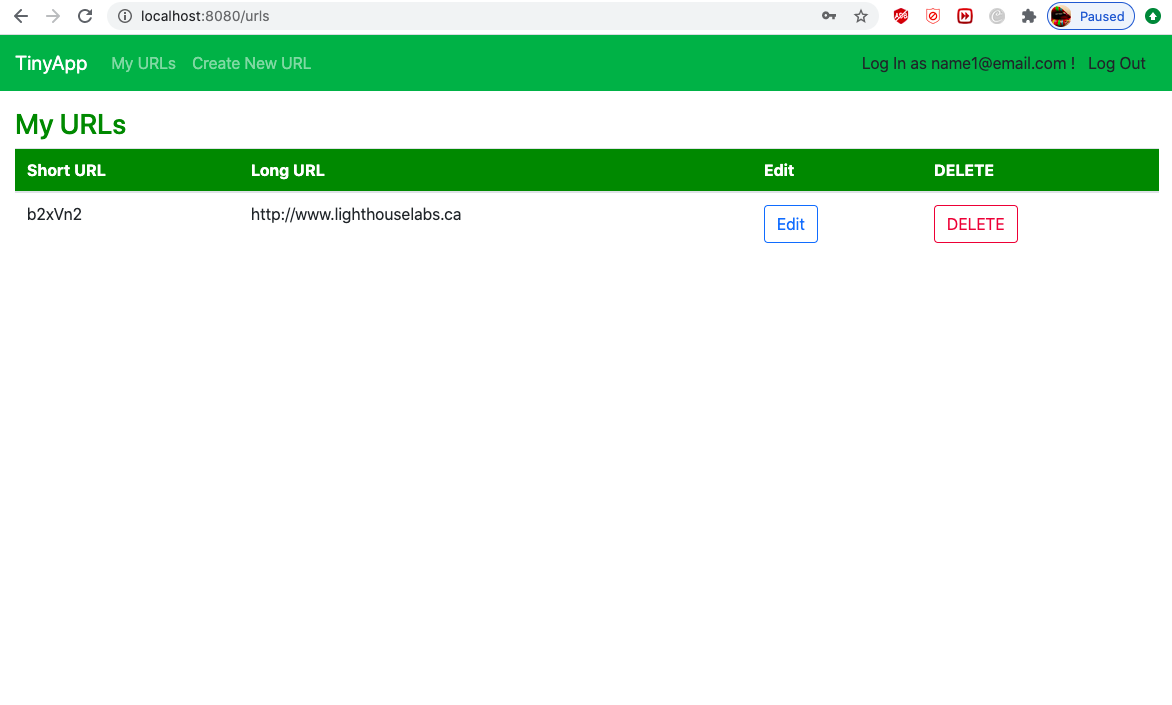 localhost:8080/urls
Paused
TinyApp My URLs Create New URL Log In as name1@email.com ! Log Out
My URLs
Short URL Long URL Edit DELETE
b2xVn2 http://www.lighthouselabs.ca Edit DELETE